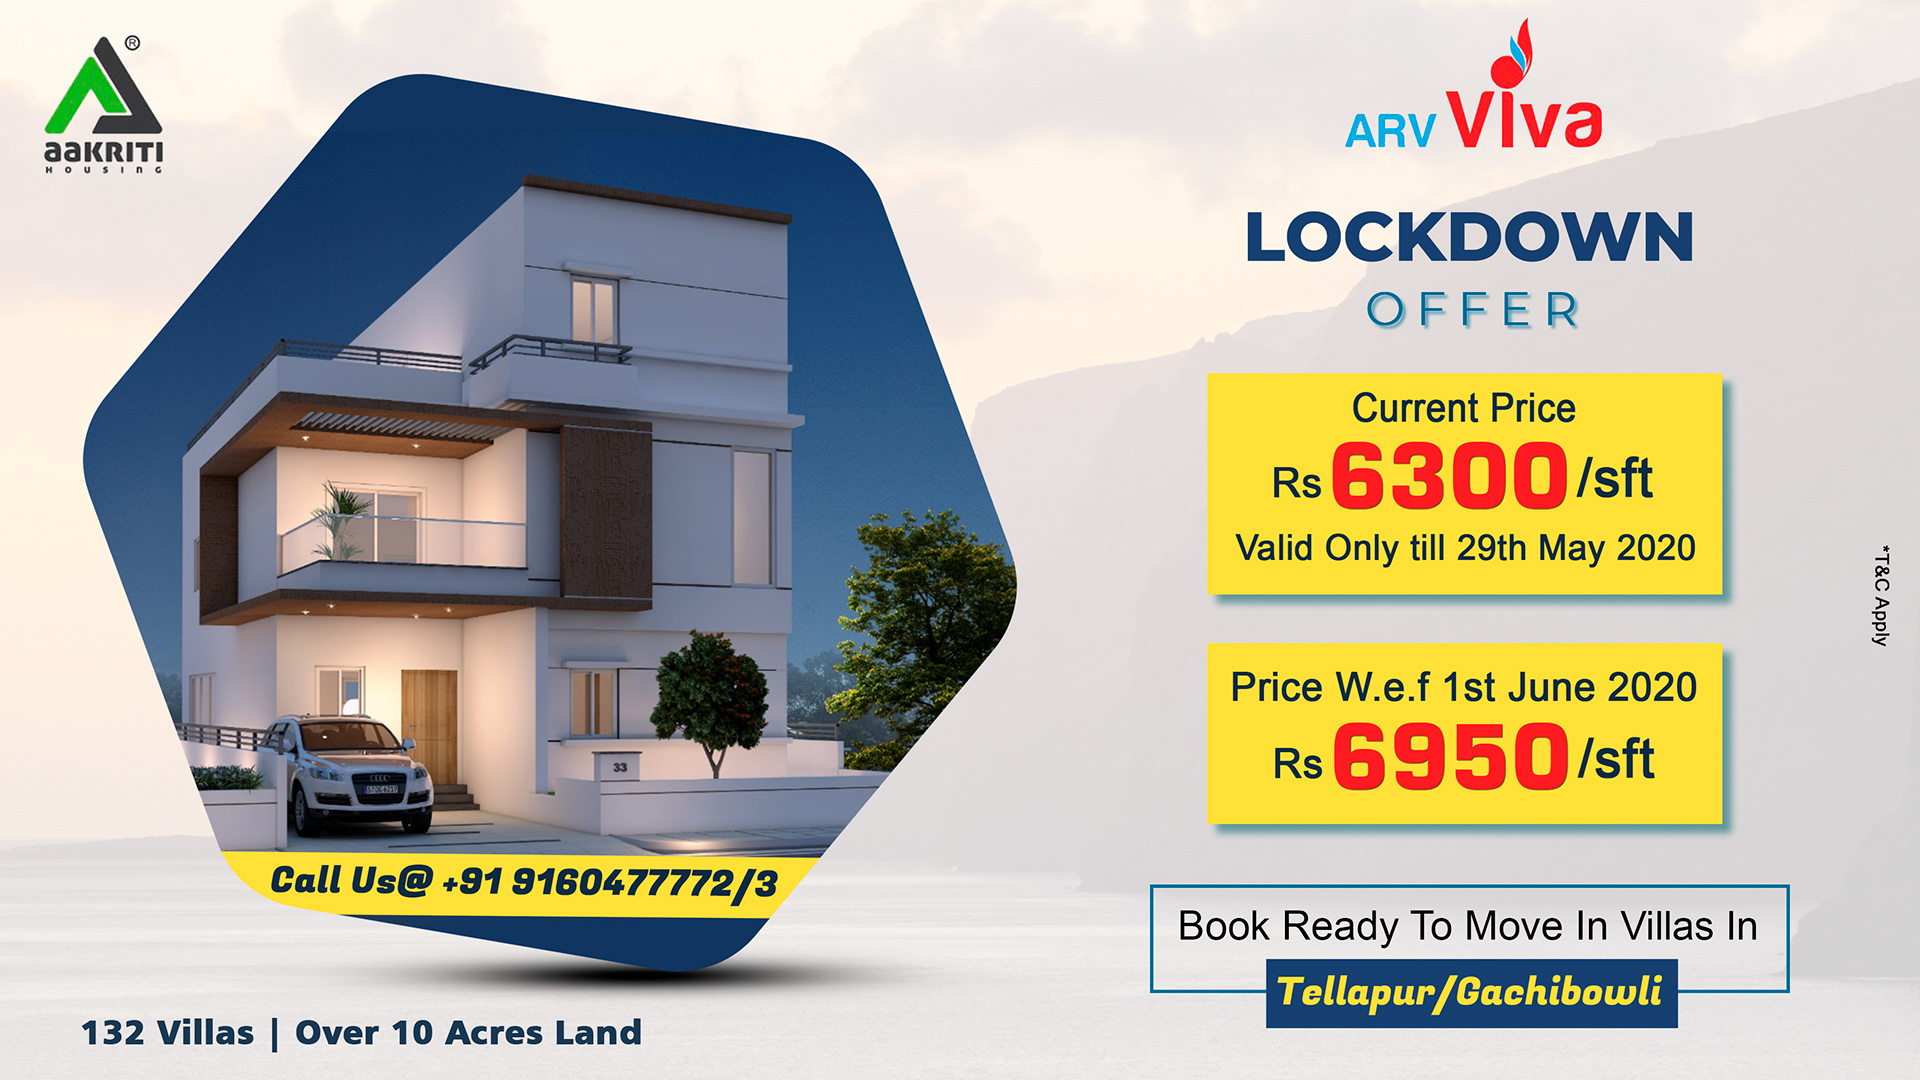 aaKRITI
HOUSING
®
ARV Viva
LOCKDOWN
OFFER
Current Price
Rs 6300/sft
Valid Only till 29th May 2020
Price W.e.f 1st June 2020
Rs 6950/sft
*T&C Apply
33
Call Us@ +91 9160477772/3
Book Ready To Move In Villas In
Tellapur/Gachibowli
132 Villas | Over 10 Acres Land